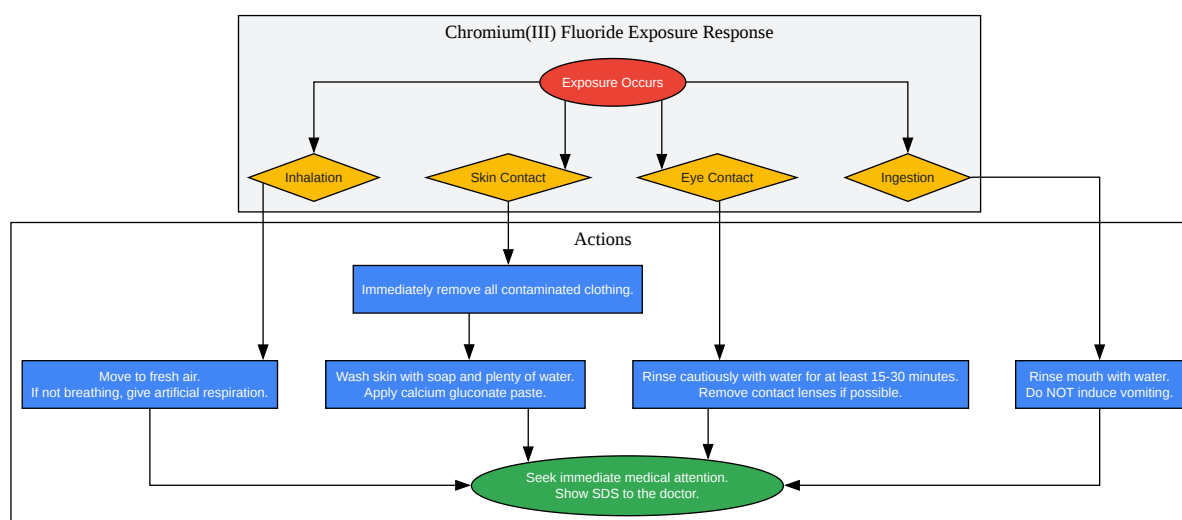 Chromium(III) Fluoride Exposure Response
Exposure Occurs
Inhalation
Skin Contact
Eye Contact
Ingestion
Actions
Immediately remove all contaminated clothing.
Move to fresh air.
If not breathing, give artificial respiration.
Wash skin with soap and plenty of water.
Apply calcium gluconate paste.
Rinse cautiously with water for at least 15-30 minutes.
Remove contact lenses if possible.
Rinse mouth with water.
Do NOT induce vomiting.
Seek immediate medical attention.
Show SDS to the doctor.